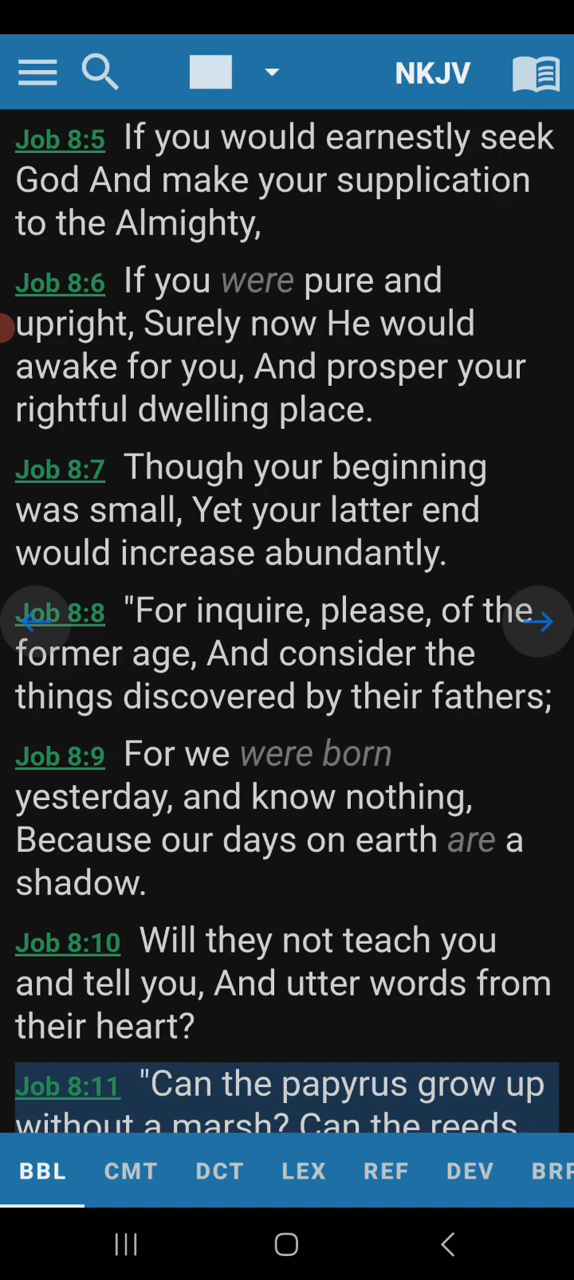 NKJV
Job 8:5 If you would earnestly seek
God And make your supplication
to the Almighty,
Job 8:6 If you were pure and
upright, Surely now He would
awake for you, And prosper your
rightful dwelling place.
Job 8:7 Though your beginning
was small, Yet your latter end
would increase abundantly.
Job 8:8 "For inquire, please, of the
former age, And consider the
things discovered by their fathers;
Job 8:9 For we were born
yesterday, and know nothing,
Because our days on earth are a
shadow.
Job 8:10 Will they not teach you
and tell you, And utter words from
their heart?
Job 8:11 "Can the papyrus grow up
without a marsh? Can the reeds
BBL CMT DCT LEX REF DEV BRP